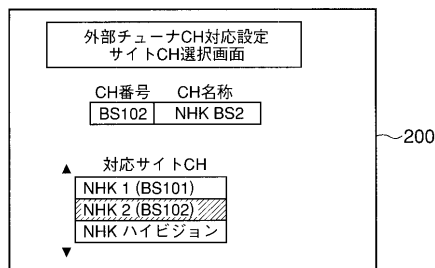 外部チューナCH対応設定
サイトCH選択画面
CH番号 CH名称
BS102 NHK BS2
200
▲ 対応サイトCH
NHK 1 (BS101)
NHK 2 (BS102)
NHK ハイビジョン
▼